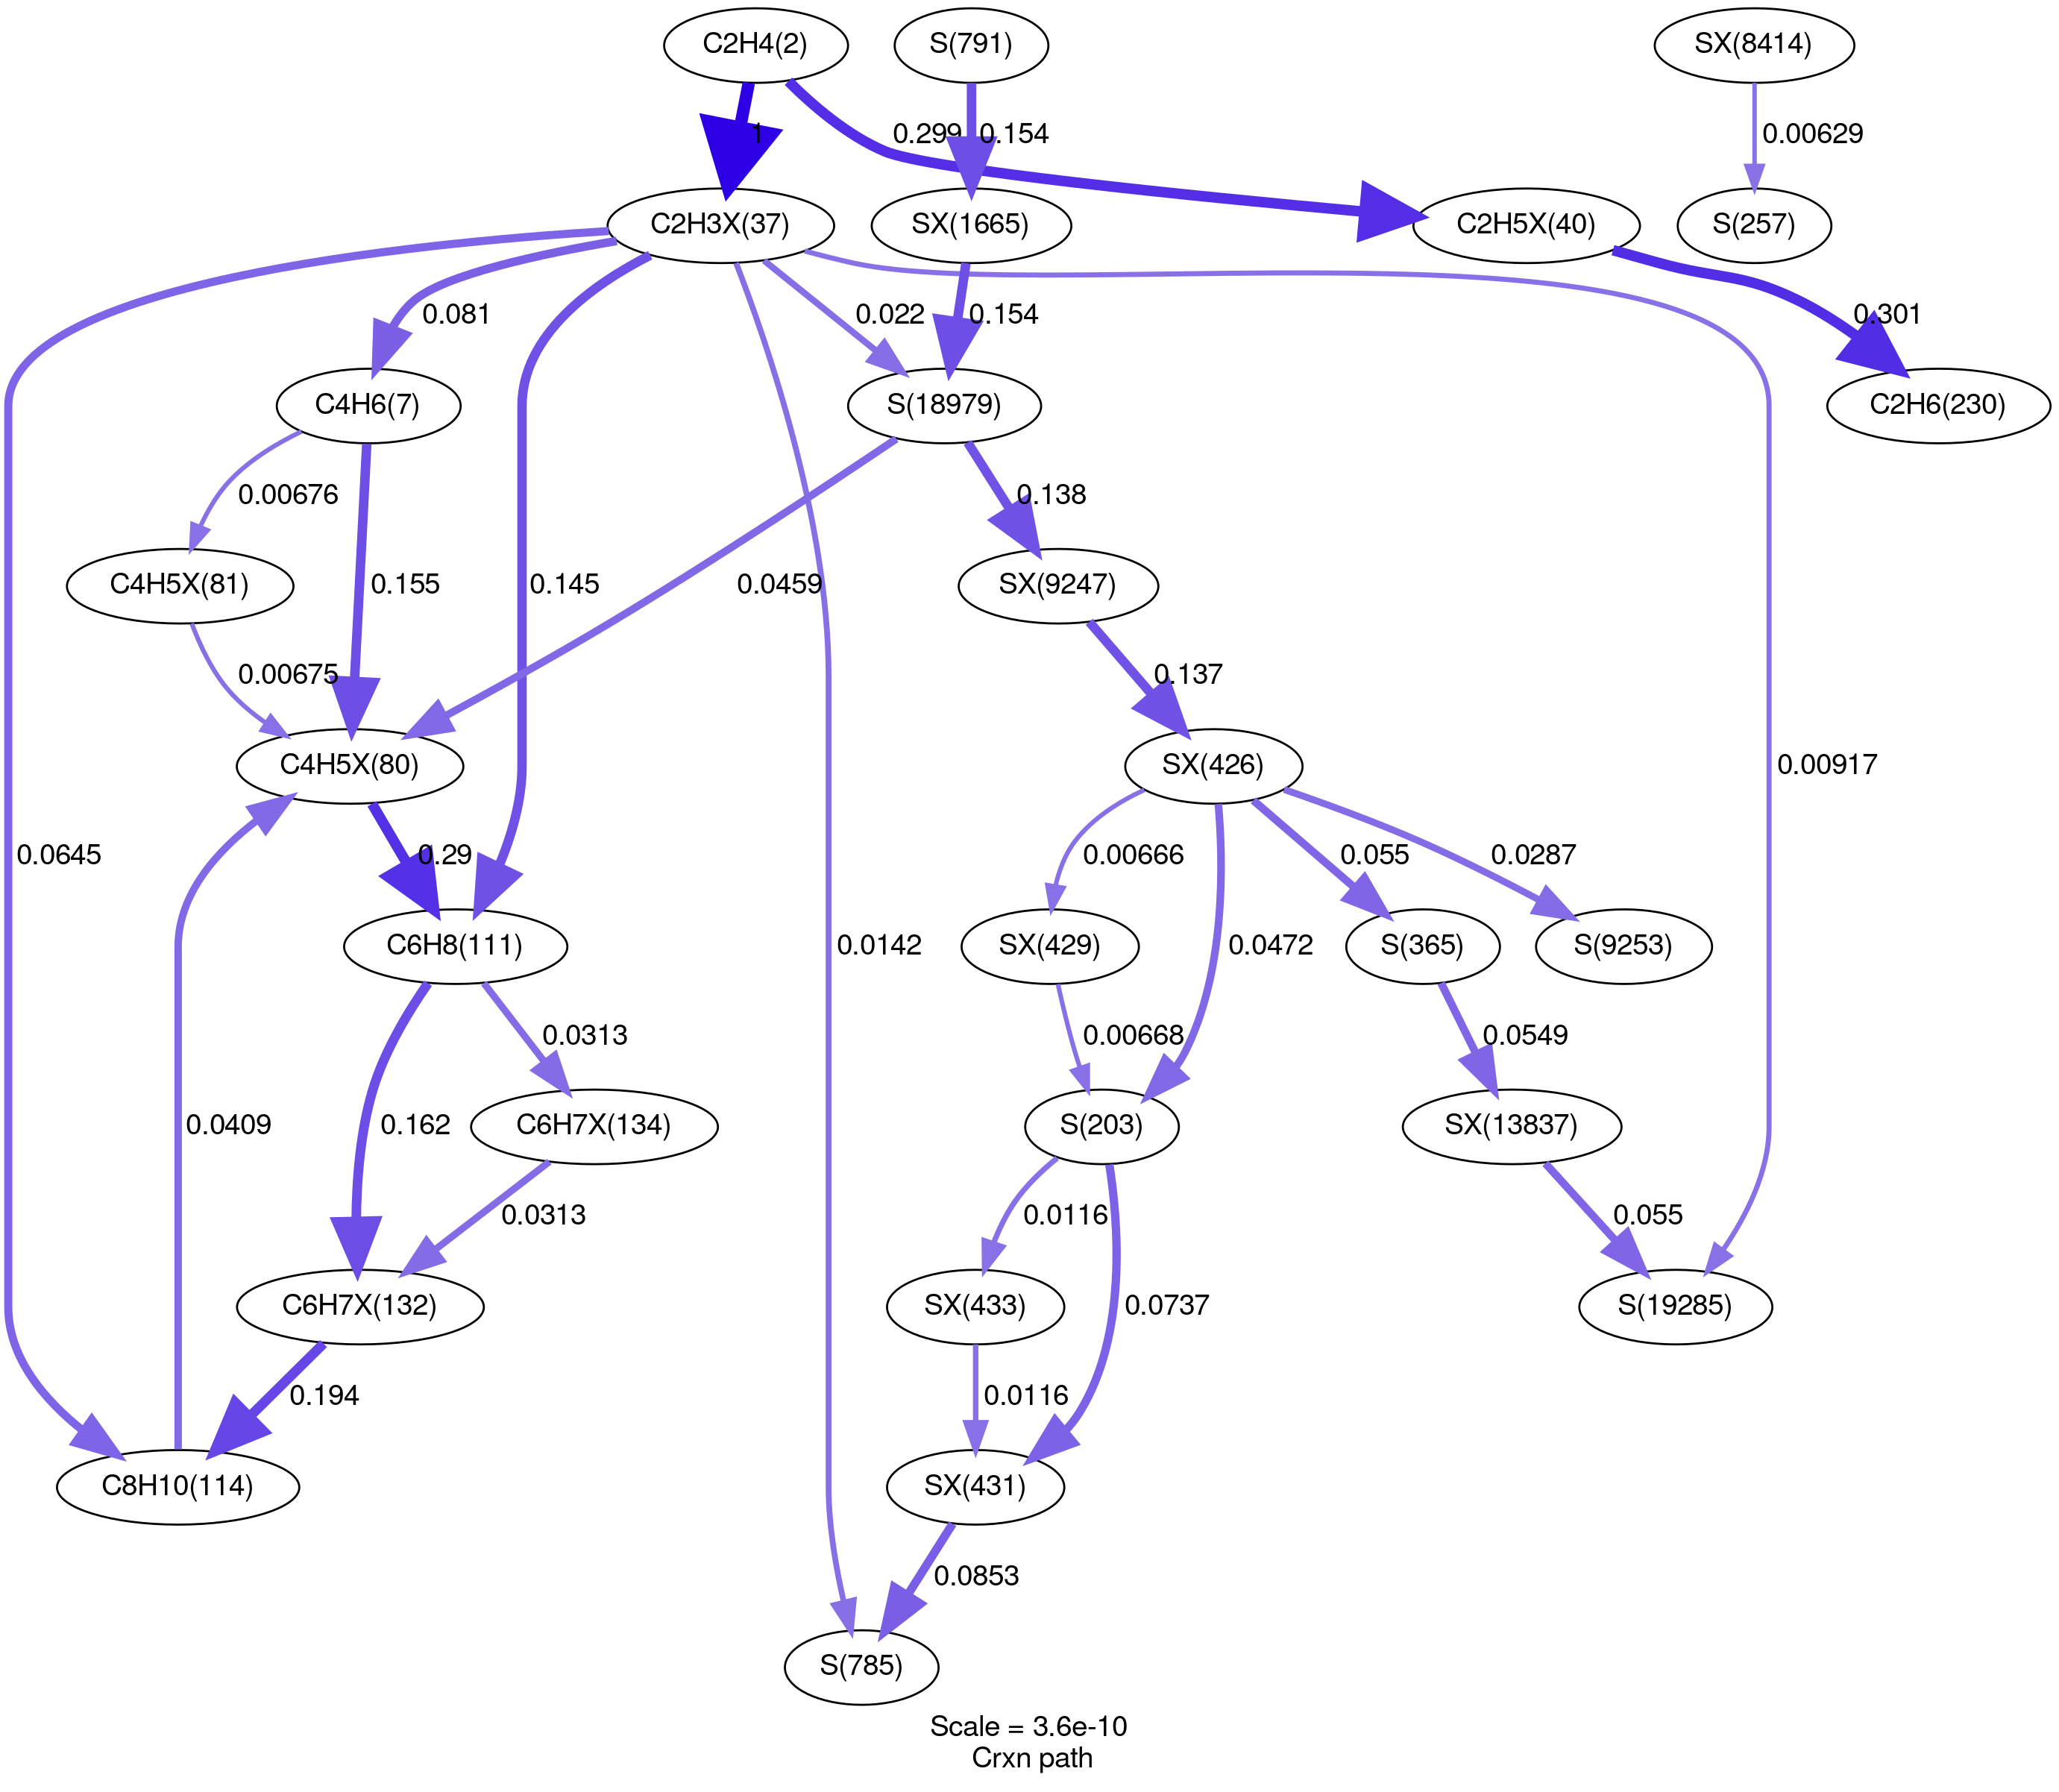 C2H4(2)
S(791)
SX(8414)
1
0.299
0.154
0.00629
C2H3X(37)
SX(1665)
C2H5X(40)
S(257)
0.081
0.022
0.154
0.301
C4H6(7)
S(18979)
C2H6(230)
0.00676
0.138
C4H5X(81)
0.155
0.145
0.0459
SX(9247)
0.00675
0.137
C4H5X(80)
SX(426)
0.00917
0.0645
0.29
0.00666
0.055
0.0287
C6H8(111)
0.0142
SX(429)
0.0472
S(365)
S(9253)
0.0313
0.00668
0.0549
0.0409
0.162
C6H7X(134)
S(203)
SX(13837)
0.0313
0.0116
0.055
C6H7X(132)
SX(433)
0.0737
S(19285)
0.194
0.0116
C8H10(114)
SX(431)
0.0853
S(785)
Scale = 3.6e-10
Crxn path